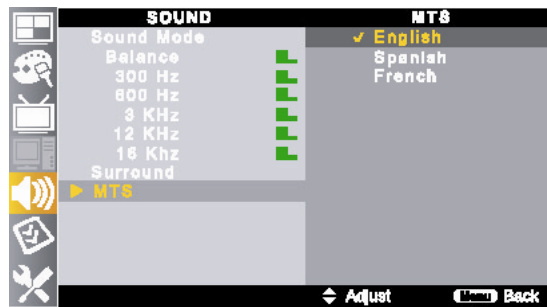 SOUND
Sound Mode
Balance
300 Hz
600 Hz
3 KHz
12 KHz
16 Khz
Surround
MTS
MTS
English
Spanish
French
Adjust Menu Back